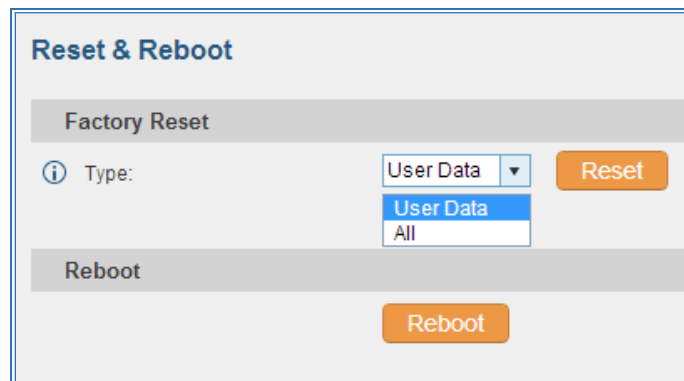 Reset & Reboot
Factory Reset
Type: User Data Reset
User Data
All
Reboot
Reboot